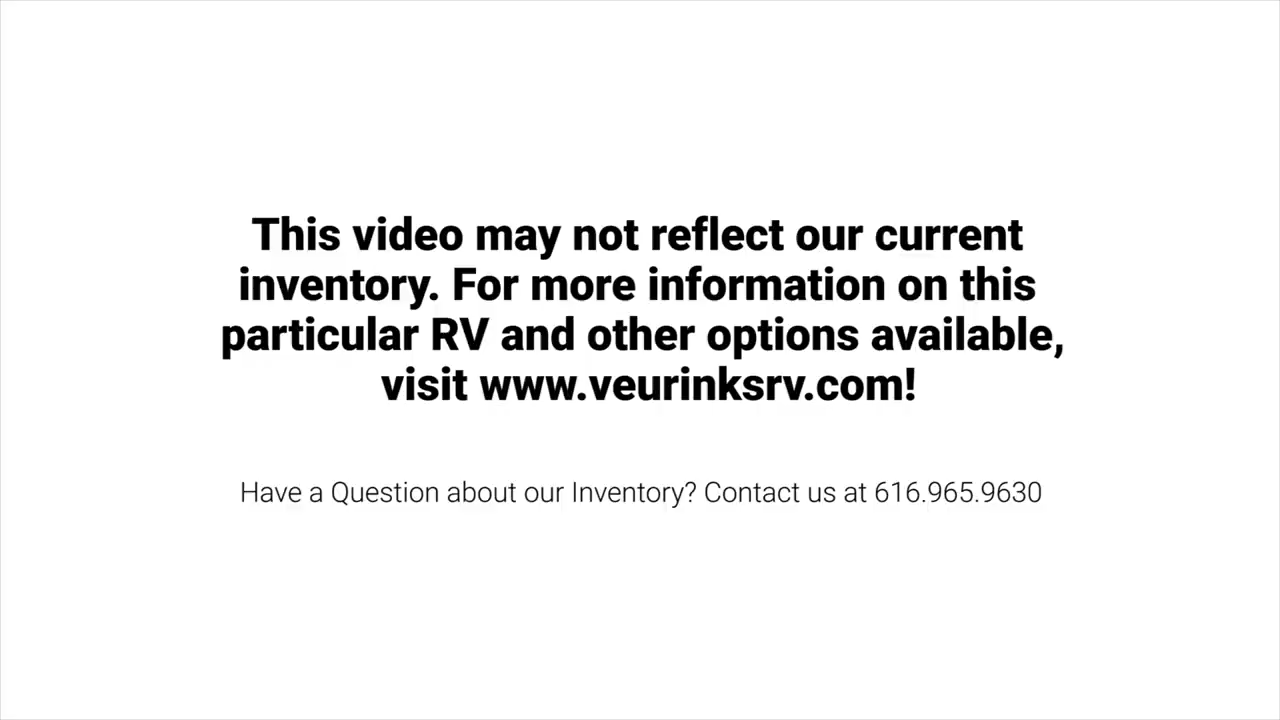 This video may not reflect our current
inventory. For more information on this
particular RV and other options available,
visit www.veurinksrv.com!
Have a Question about our Inventory? Contact us at 616.965.9630